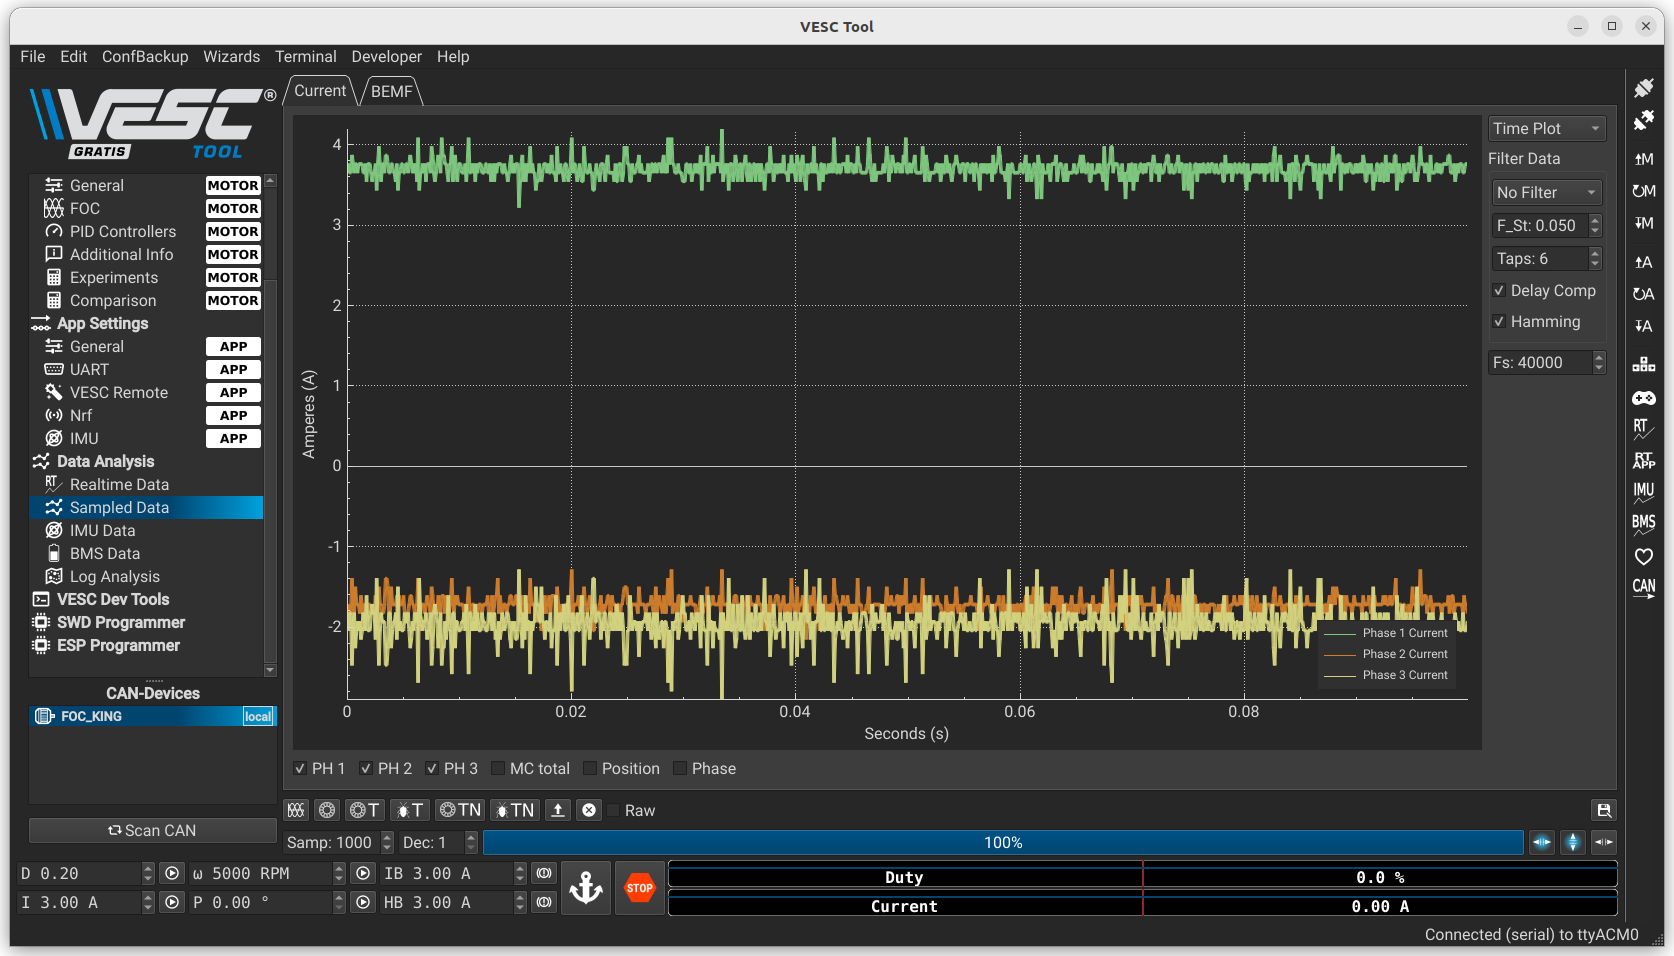 VESC Tool
File Edit ConfBackup Wizards Terminal Developer Help
VESC®
GRATIS TOOL
General MOTOR
FOC MOTOR
PID Controllers MOTOR
Additional Info MOTOR
Experiments MOTOR
Comparison MOTOR
App Settings
General APP
UART APP
VESC Remote APP
Nrf APP
IMU APP
Data Analysis
RT Realtime Data
Sampled Data
IMU Data
BMS Data
Log Analysis
VESC Dev Tools
SWD Programmer
ESP Programmer
CAN-Devices
FOC_KING local
Scan CAN
Current BEMF
4
3
2
1
0
-1
-2
Amperes (A)
0 0.02 0.04 0.06 0.08
Seconds (s)
Phase 1 Current
Phase 2 Current
Phase 3 Current
Time Plot
Filter Data
No Filter
F_St: 0.050
Taps: 6
Delay Comp
Hamming
Fs: 40000
M
M
M
A
A
A
RT
RT
APP
IMU
BMS
CAN
PH 1 PH 2 PH 3 MC total Position Phase
T T TN TN Raw
Samp: 1000 Dec: 1 100%
D 0.20 ω 5000 RPM IB 3.00 A
I 3.00 A P 0.00 ° HB 3.00 A
STOP
Duty 0.0 %
Current 0.00 A
Connected (serial) to ttyACM0